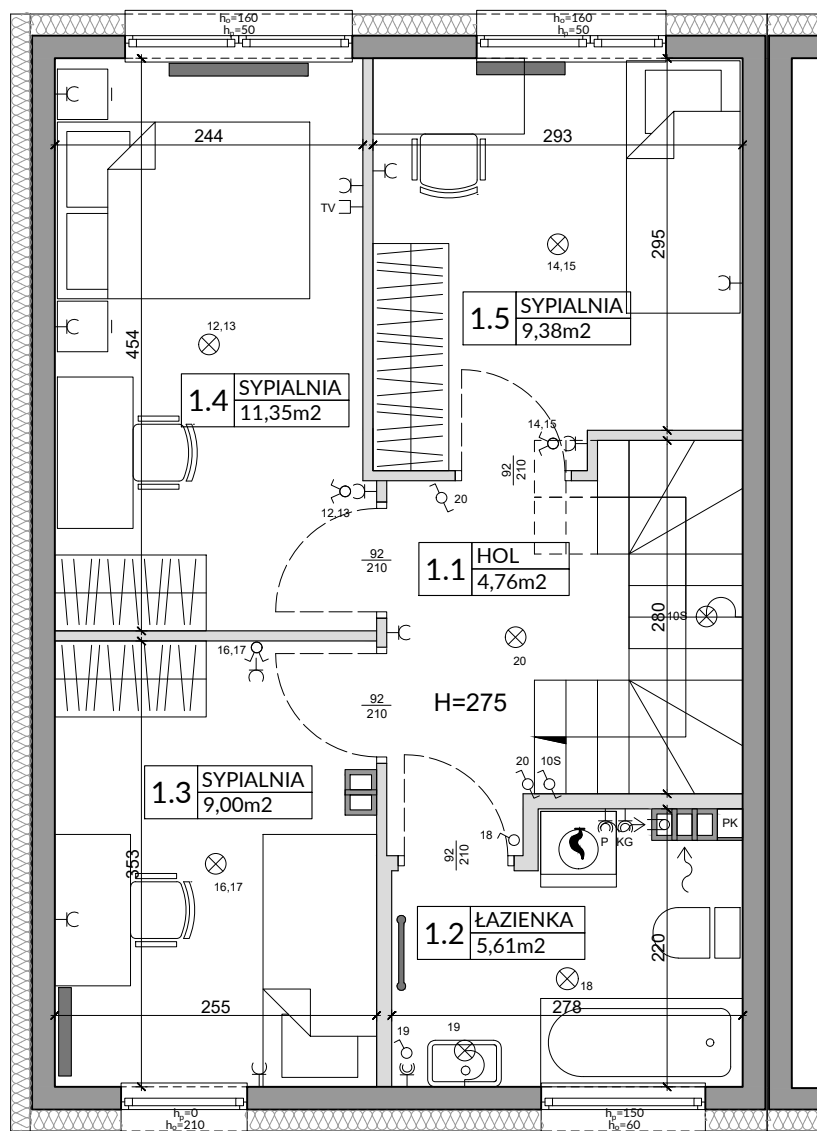 hₒ=160
hₚ=50
hₒ=160
hₚ=50
244
293
TV
14,15
295
12,13
1.5 SYPIALNIA
9,38m2
454
1.4 SYPIALNIA
11,35m2
14,15
92
210
12,13
20
92
210
1.1 HOL
4,76m2
280
10S
20
16,17
92
210
H=275
1.3 SYPIALNIA
9,00m2
20
10S
18
P
KG
PK
92
210
353
16,17
1.2 ŁAZIENKA
5,61m2
220
18
255
278
19
19
hₚ=0
hₒ=210
hₚ=150
hₒ=60